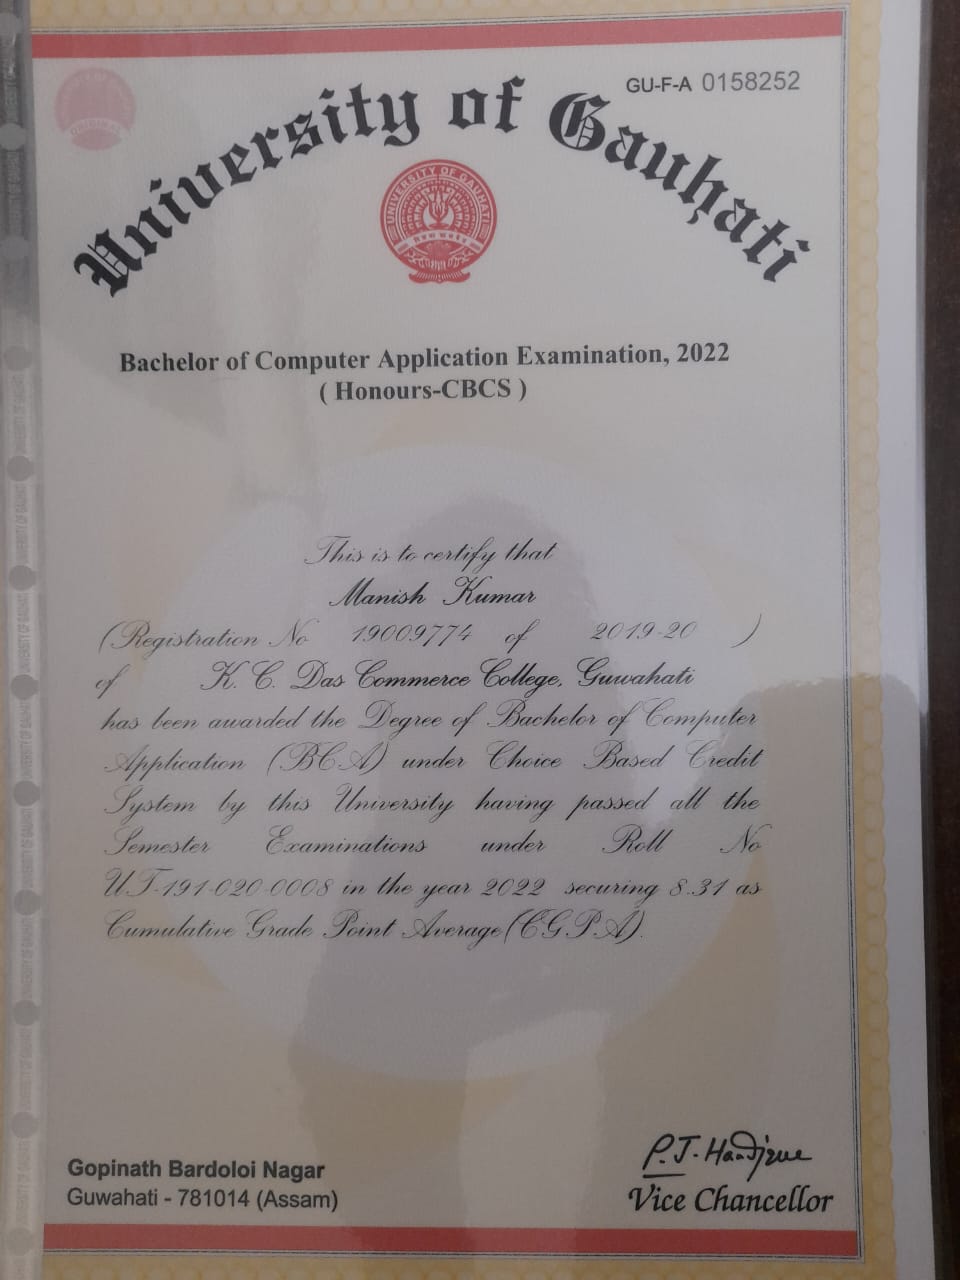 GU-F-A 0158252
University of Gauhati
UNIVERSITY OF GAUHATI
Bachelor of Computer Application Examination, 2022
( Honours-CBCS )
This is to certify that
Manish Kumar
(Registration No 19009774 of 2019-20 )
of K. C. Das Commerce College, Guwahati
has been awarded the Degree of Bachelor of Computer
Application (BCA) under Choice Based Credit
System by this University having passed all the
Semester Examinations under Roll No
UT-191-020-0008 in the year 2022 securing 8.31 as
Cumulative Grade Point Average(CGPA).
P. J. Handique
Gopinath Bardoloi Nagar
Guwahati - 781014 (Assam)
Vice Chancellor